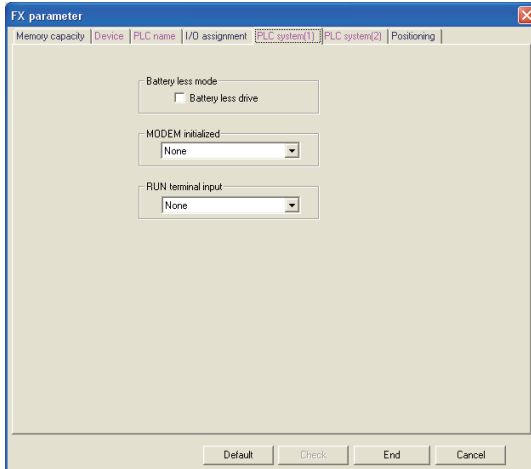 FX parameter
Memory capacity Device PLC name I/O assignment PLC system(1) PLC system(2) Positioning
Battery less mode
Battery less drive
MODEM initialized
None
RUN terminal input
None
Default Check End Cancel